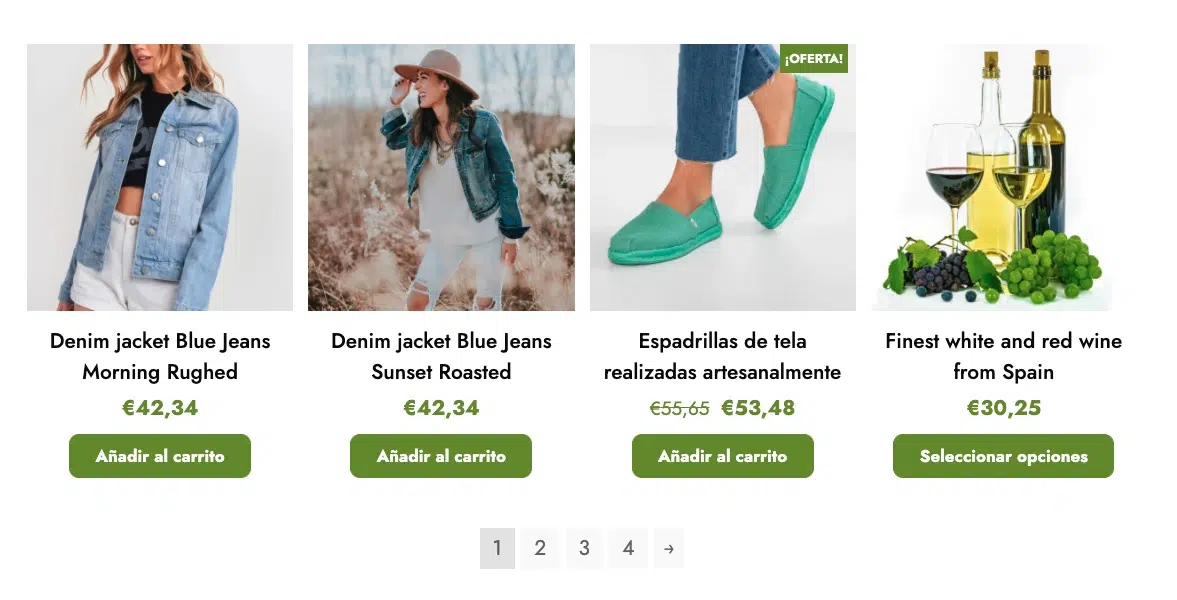 ¡OFERTA!
Denim jacket Blue Jeans
Morning Rughed
€42,34
Añadir al carrito
Denim jacket Blue Jeans
Sunset Roasted
€42,34
Añadir al carrito
Espadrillas de tela
realizadas artesanalmente
€55,65 €53,48
Añadir al carrito
Finest white and red wine
from Spain
€30,25
Seleccionar opciones
1 2 3 4 →